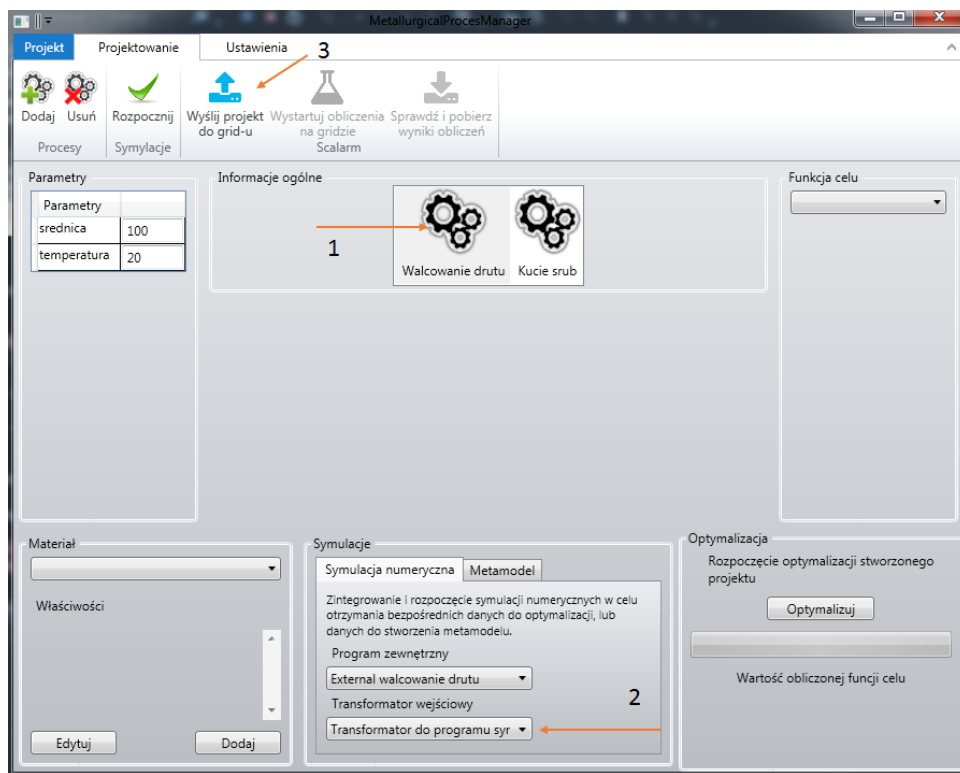 MetallurgicalProcesManager
Projekt
Projektowanie
Ustawienia
3
Dodaj
Usuń
Rozpocznij
Wyślij projekt
do grid-u
Wystartuj obliczenia
na gridzie
Sprawdź i pobierz
wyniki obliczeń
Procesy
Symylacje
Scalarm
Parametry
Parametry
srednica
100
temperatura
20
Informacje ogólne
1
Walcowanie drutu
Kucie srub
Funkcja celu
Materiał
Właściwości
Edytuj
Dodaj
Symulacje
Symulacja numeryczna
Metamodel
Zintegrowanie i rozpoczęcie symulacji numerycznych w celu
otrzymania bezpośrednich danych do optymalizacji, lub
danych do stworzenia metamodelu.
Program zewnętrzny
External walcowanie drutu
Transformator wejściowy
2
Transformator do programu syr
Optymalizacja
Rozpoczęcie optymalizacji stworzonego
projektu
Optymalizuj
Wartość obliczonej funcji celu